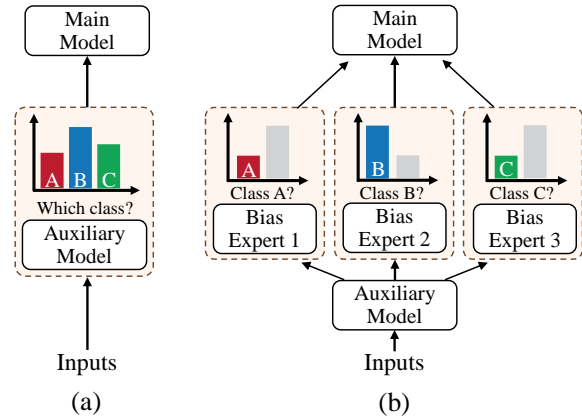 Main
Model
A
B
C
Which class?
Auxiliary
Model
Inputs
(a)
Main
Model
A
Class A?
Bias
Expert 1
B
Class B?
Bias
Expert 2
C
Class C?
Bias
Expert 3
Auxiliary
Model
Inputs
(b)